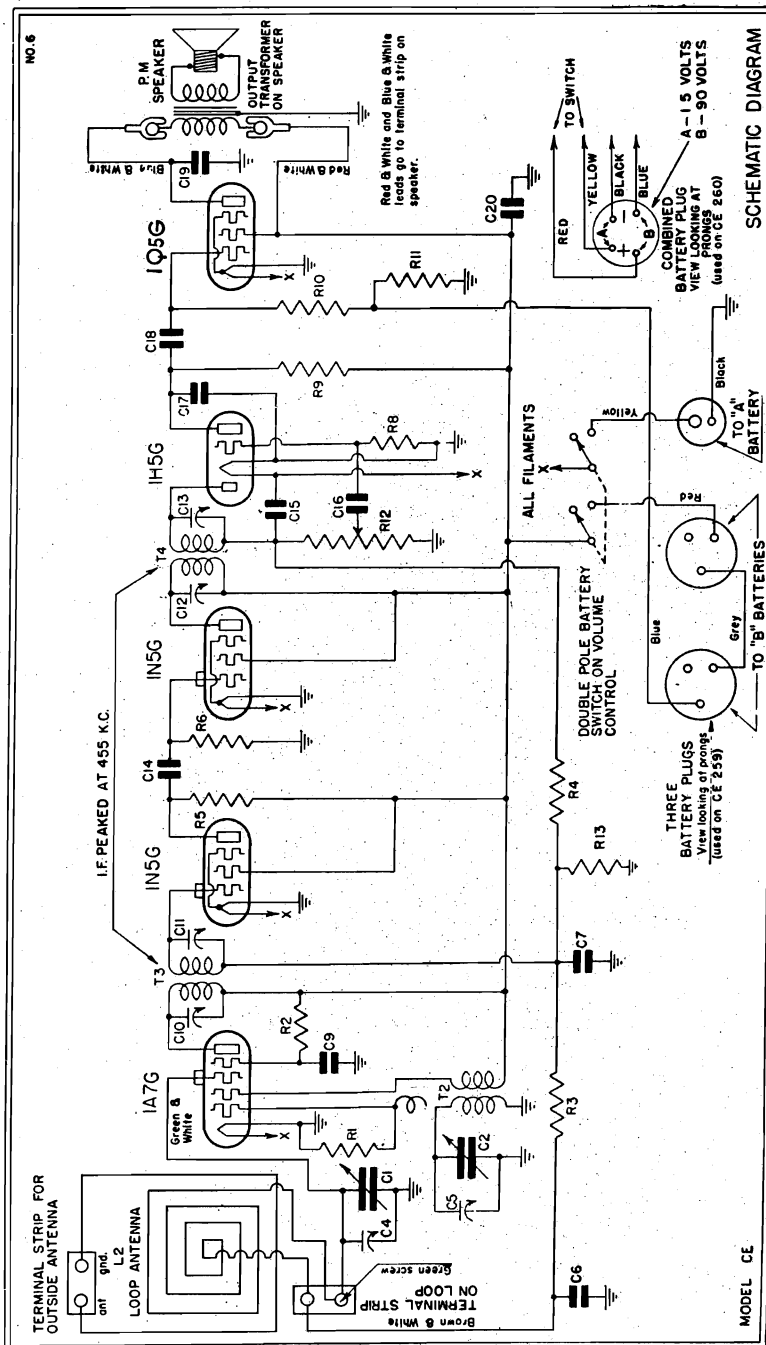 NO. 6
TERMINAL STRIP FOR
OUTSIDE ANTENNA
ant
gnd.
L2
LOOP ANTENNA
Green screw
TERMINAL STRIP
ON LOOP
Brown & White
C6
MODEL CE
C4
C1
C5
C2
T2
R3
Green &
White
1A7G
X
R1
R2
C9
C10
T3
C11
C7
I.F. PEAKED AT 455 K.C.
1N5G
X
R5
C14
R6
1N5G
X
R13
R4
C12
T4
C13
1H5G
X
C15
C16
R12
R8
C17
R9
C18
R10
R11
1Q5G
X
C19
C20
Blue & White
Red & White
P.M.
SPEAKER
OUTPUT
TRANSFORMER
ON SPEAKER
Red & White and Blue & White
leads go to terminal strip on
speaker.
DOUBLE POLE BATTERY
SWITCH ON VOLUME
CONTROL
ALL FILAMENTS
X
Yellow
Red
Blue
Grey
Black
THREE
BATTERY PLUGS
View looking at prongs
(used on CE 259)
TO "B" BATTERIES
TO "A"
BATTERY
TO SWITCH
RED
YELLOW
BLACK
BLUE
A
+
-
B
COMBINED
BATTERY PLUG
VIEW LOOKING AT
PRONGS
(used on CE 260)
A - 1.5 VOLTS
B - 90 VOLTS
SCHEMATIC DIAGRAM